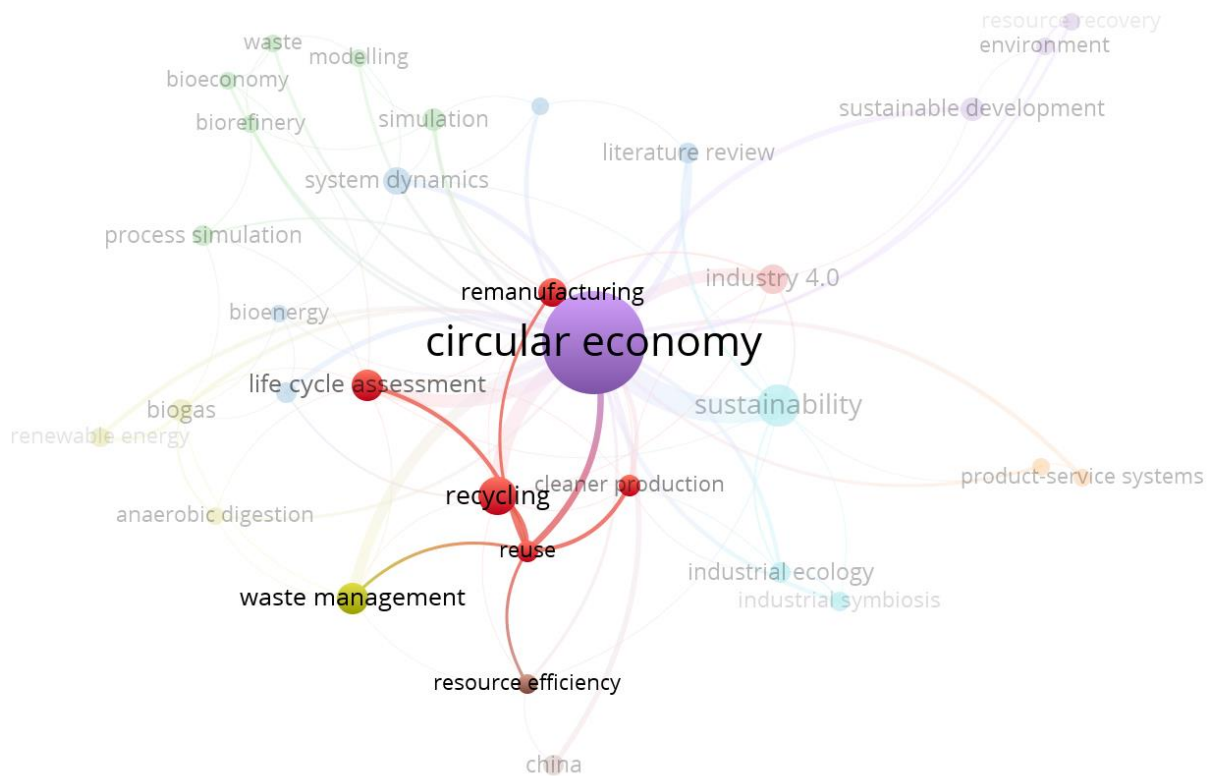 resource recovery
waste
environment
modelling
bioeconomy
sustainable development
biorefinery
simulation
literature review
system dynamics
process simulation
industry 4.0
remanufacturing
bioenergy
circular economy
life cycle assessment
sustainability
biogas
renewable energy
product-service systems
cleaner production
recycling
anaerobic digestion
reuse
industrial ecology
waste management
industrial symbiosis
resource efficiency
china